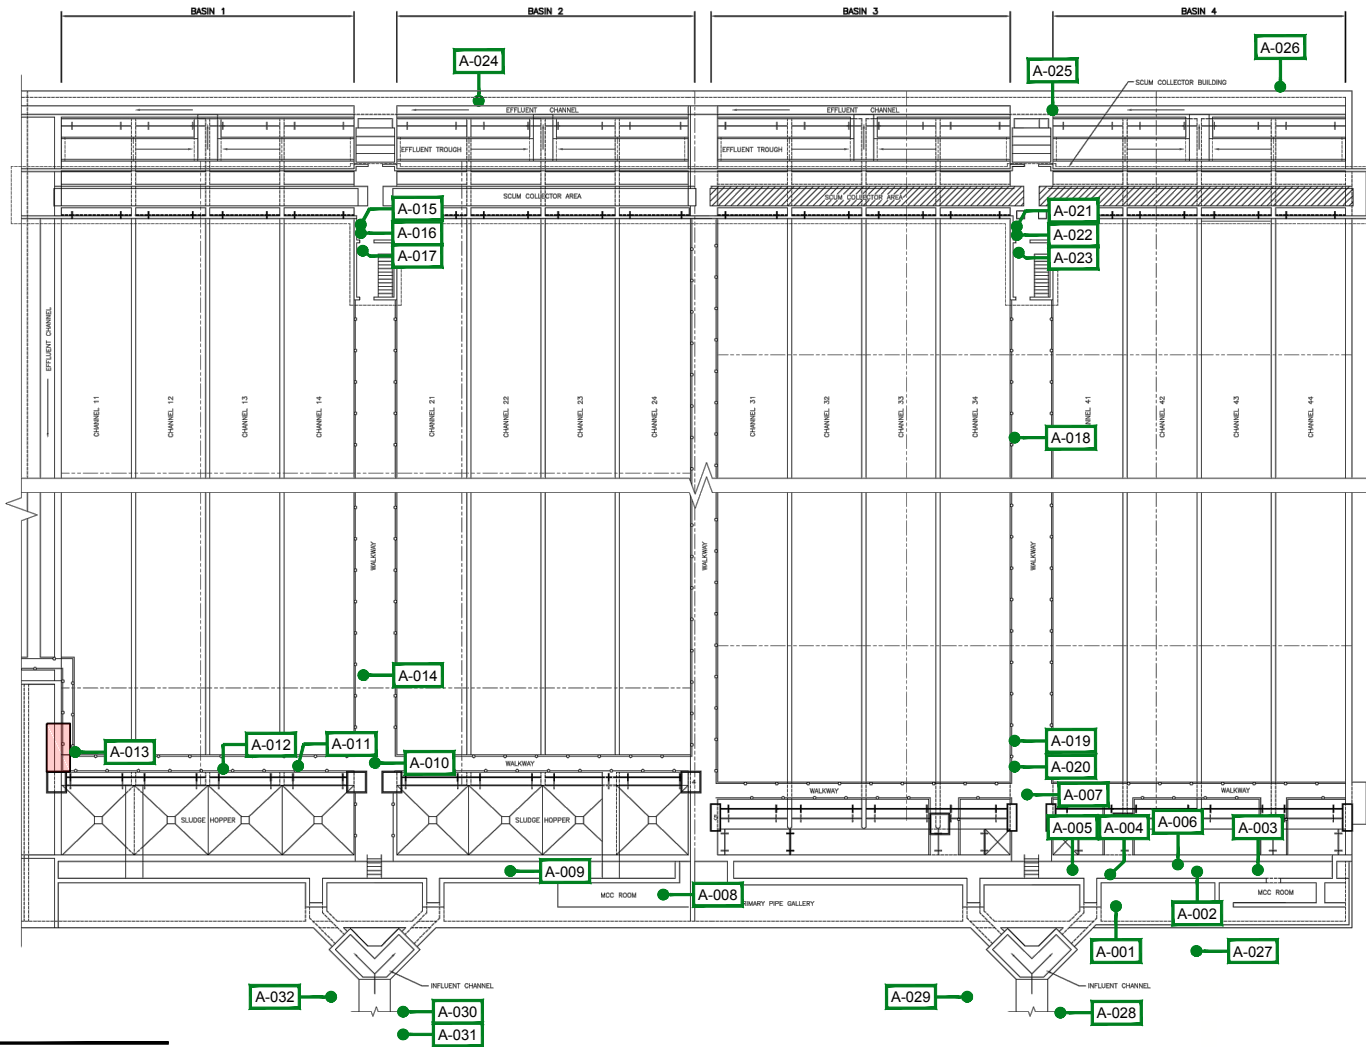 BASIN 1
BASIN 2
BASIN 3
BASIN 4
A-024
A-025
A-026
SCUM COLLECTOR BUILDING
EFFLUENT CHANNEL
EFFLUENT CHANNEL
EFFLUENT TROUGH
EFFLUENT TROUGH
SCUM COLLECTOR AREA
SCUM COLLECTOR AREA
A-015
A-016
A-017
A-021
A-022
A-023
EFFLUENT CHANNEL
CHANNEL 11
CHANNEL 12
CHANNEL 13
CHANNEL 14
CHANNEL 21
CHANNEL 22
CHANNEL 23
CHANNEL 24
CHANNEL 31
CHANNEL 32
CHANNEL 33
CHANNEL 34
CHANNEL 41
CHANNEL 42
CHANNEL 43
CHANNEL 44
A-018
WALKWAY
WALKWAY
WALKWAY
A-014
A-013
A-012
A-011
A-010
WALKWAY
A-019
A-020
WALKWAY
A-007
WALKWAY
SLUDGE HOPPER
SLUDGE HOPPER
A-005
A-004
A-006
A-003
A-009
MCC ROOM
A-008
PRIMARY PIPE GALLERY
MCC ROOM
A-002
A-001
A-027
INFLUENT CHANNEL
INFLUENT CHANNEL
A-032
A-030
A-031
A-029
A-028